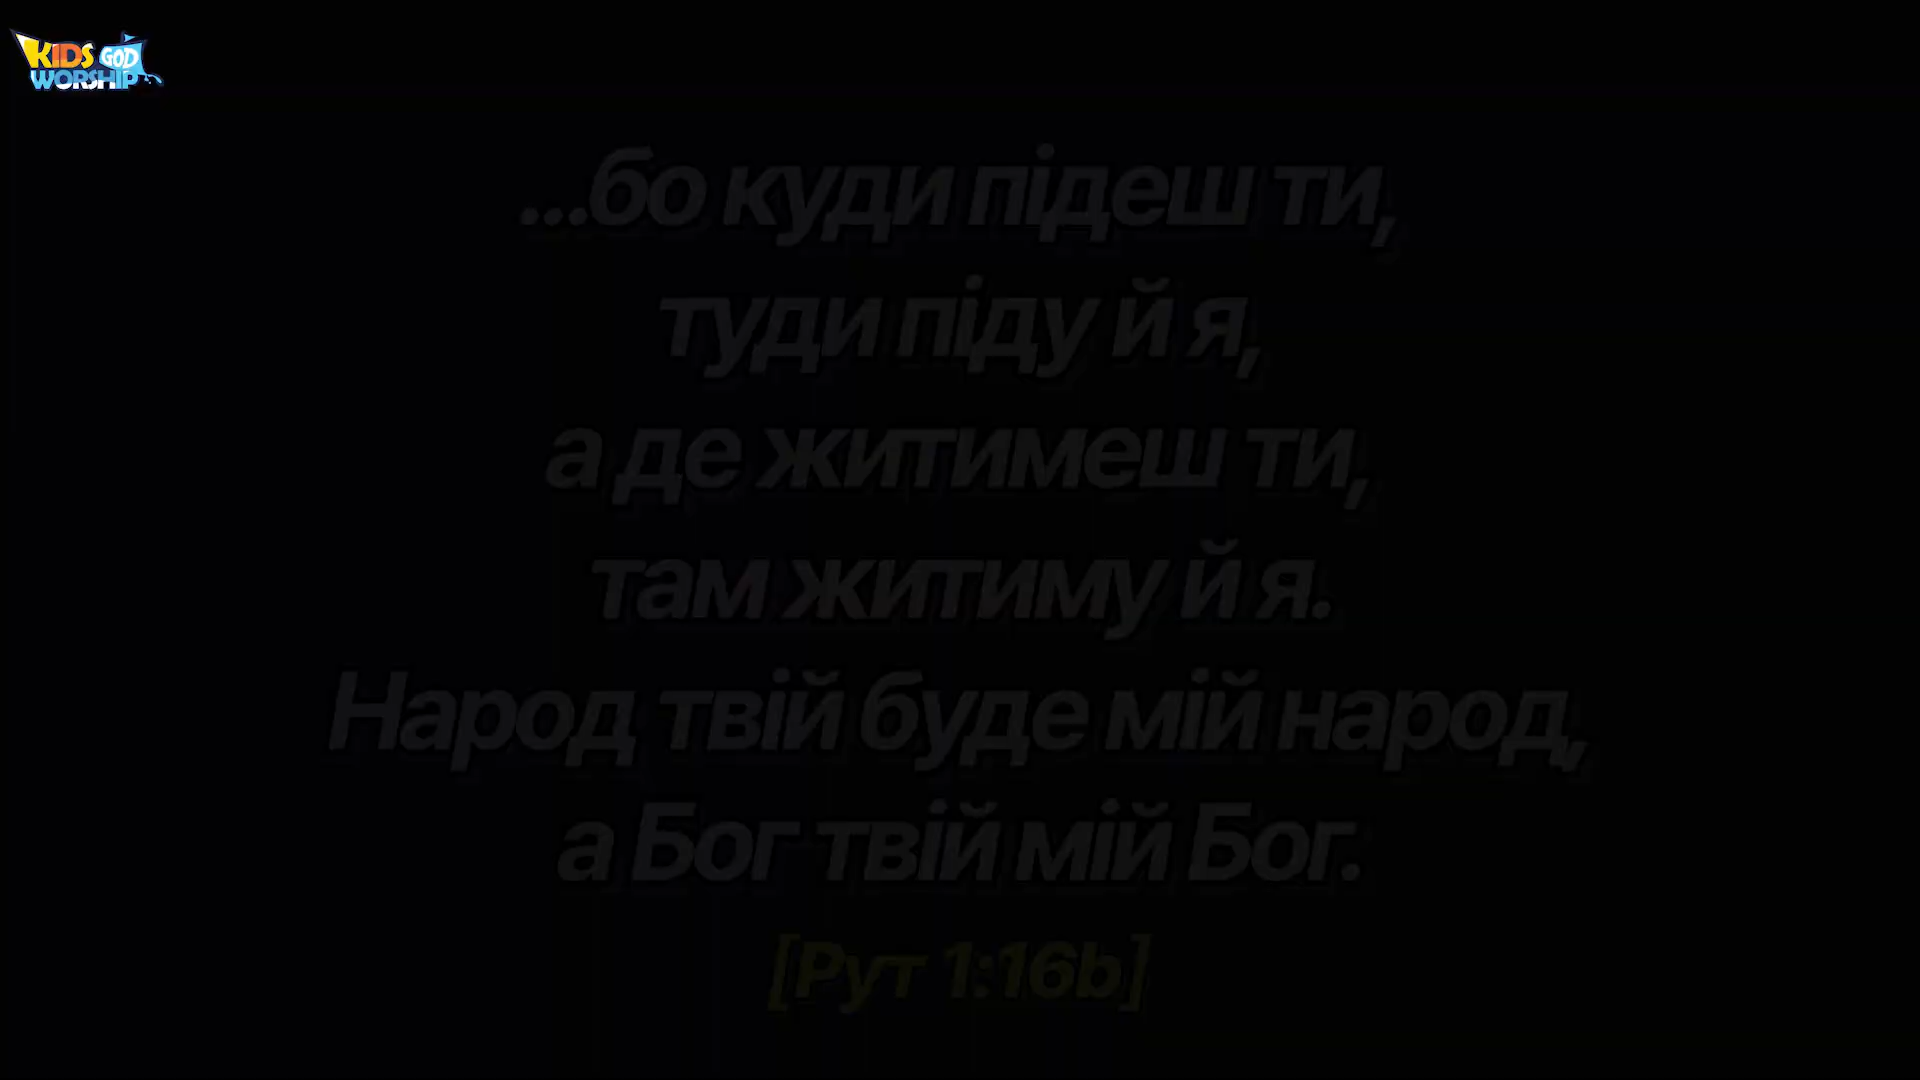 KIDS GOD
WORSHIP
...бо куди підеш ти,
туди піду й я,
а де житимеш ти,
там житиму й я.
Народ твій буде мій народ,
а Бог твій мій Бог.
[Рут 1:16b]